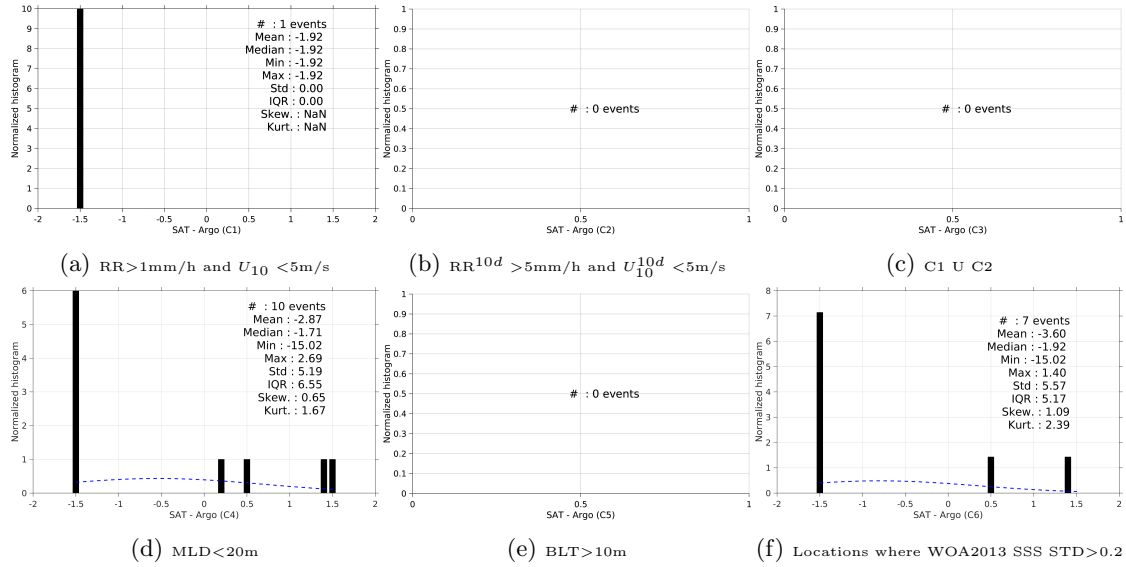 10
9
8
7
6
5
4
3
2
1
0
Normalized histogram
# : 1 events
Mean : -1.92
Median : -1.92
Min : -1.92
Max : -1.92
Std : 0.00
IQR : 0.00
Skew. : NaN
Kurt. : NaN
-2 -1.5 -1 -0.5 0 0.5 1 1.5 2
SAT - Argo (C1)
(a) RR>1mm/h and U10 <5m/s
1
0.9
0.8
0.7
0.6
0.5
0.4
0.3
0.2
0.1
0
Normalized histogram
# : 0 events
0 0.5 1
SAT - Argo (C2)
(b) RR^10d >5mm/h and U10^10d <5m/s
1
0.9
0.8
0.7
0.6
0.5
0.4
0.3
0.2
0.1
0
Normalized histogram
# : 0 events
0 0.5 1
SAT - Argo (C3)
(c) C1 U C2
6
5
4
3
2
1
0
Normalized histogram
# : 10 events
Mean : -2.87
Median : -1.71
Min : -15.02
Max : 2.69
Std : 5.19
IQR : 6.55
Skew. : 0.65
Kurt. : 1.67
-2 -1.5 -1 -0.5 0 0.5 1 1.5 2
SAT - Argo (C4)
(d) MLD<20m
1
0.9
0.8
0.7
0.6
0.5
0.4
0.3
0.2
0.1
0
Normalized histogram
# : 0 events
0 0.5 1
SAT - Argo (C5)
(e) BLT>10m
8
7
6
5
4
3
2
1
0
Normalized histogram
# : 7 events
Mean : -3.60
Median : -1.92
Min : -15.02
Max : 1.40
Std : 5.57
IQR : 5.17
Skew. : 1.09
Kurt. : 2.39
-2 -1.5 -1 -0.5 0 0.5 1 1.5 2
SAT - Argo (C6)
(f) Locations where WOA2013 SSS STD>0.2